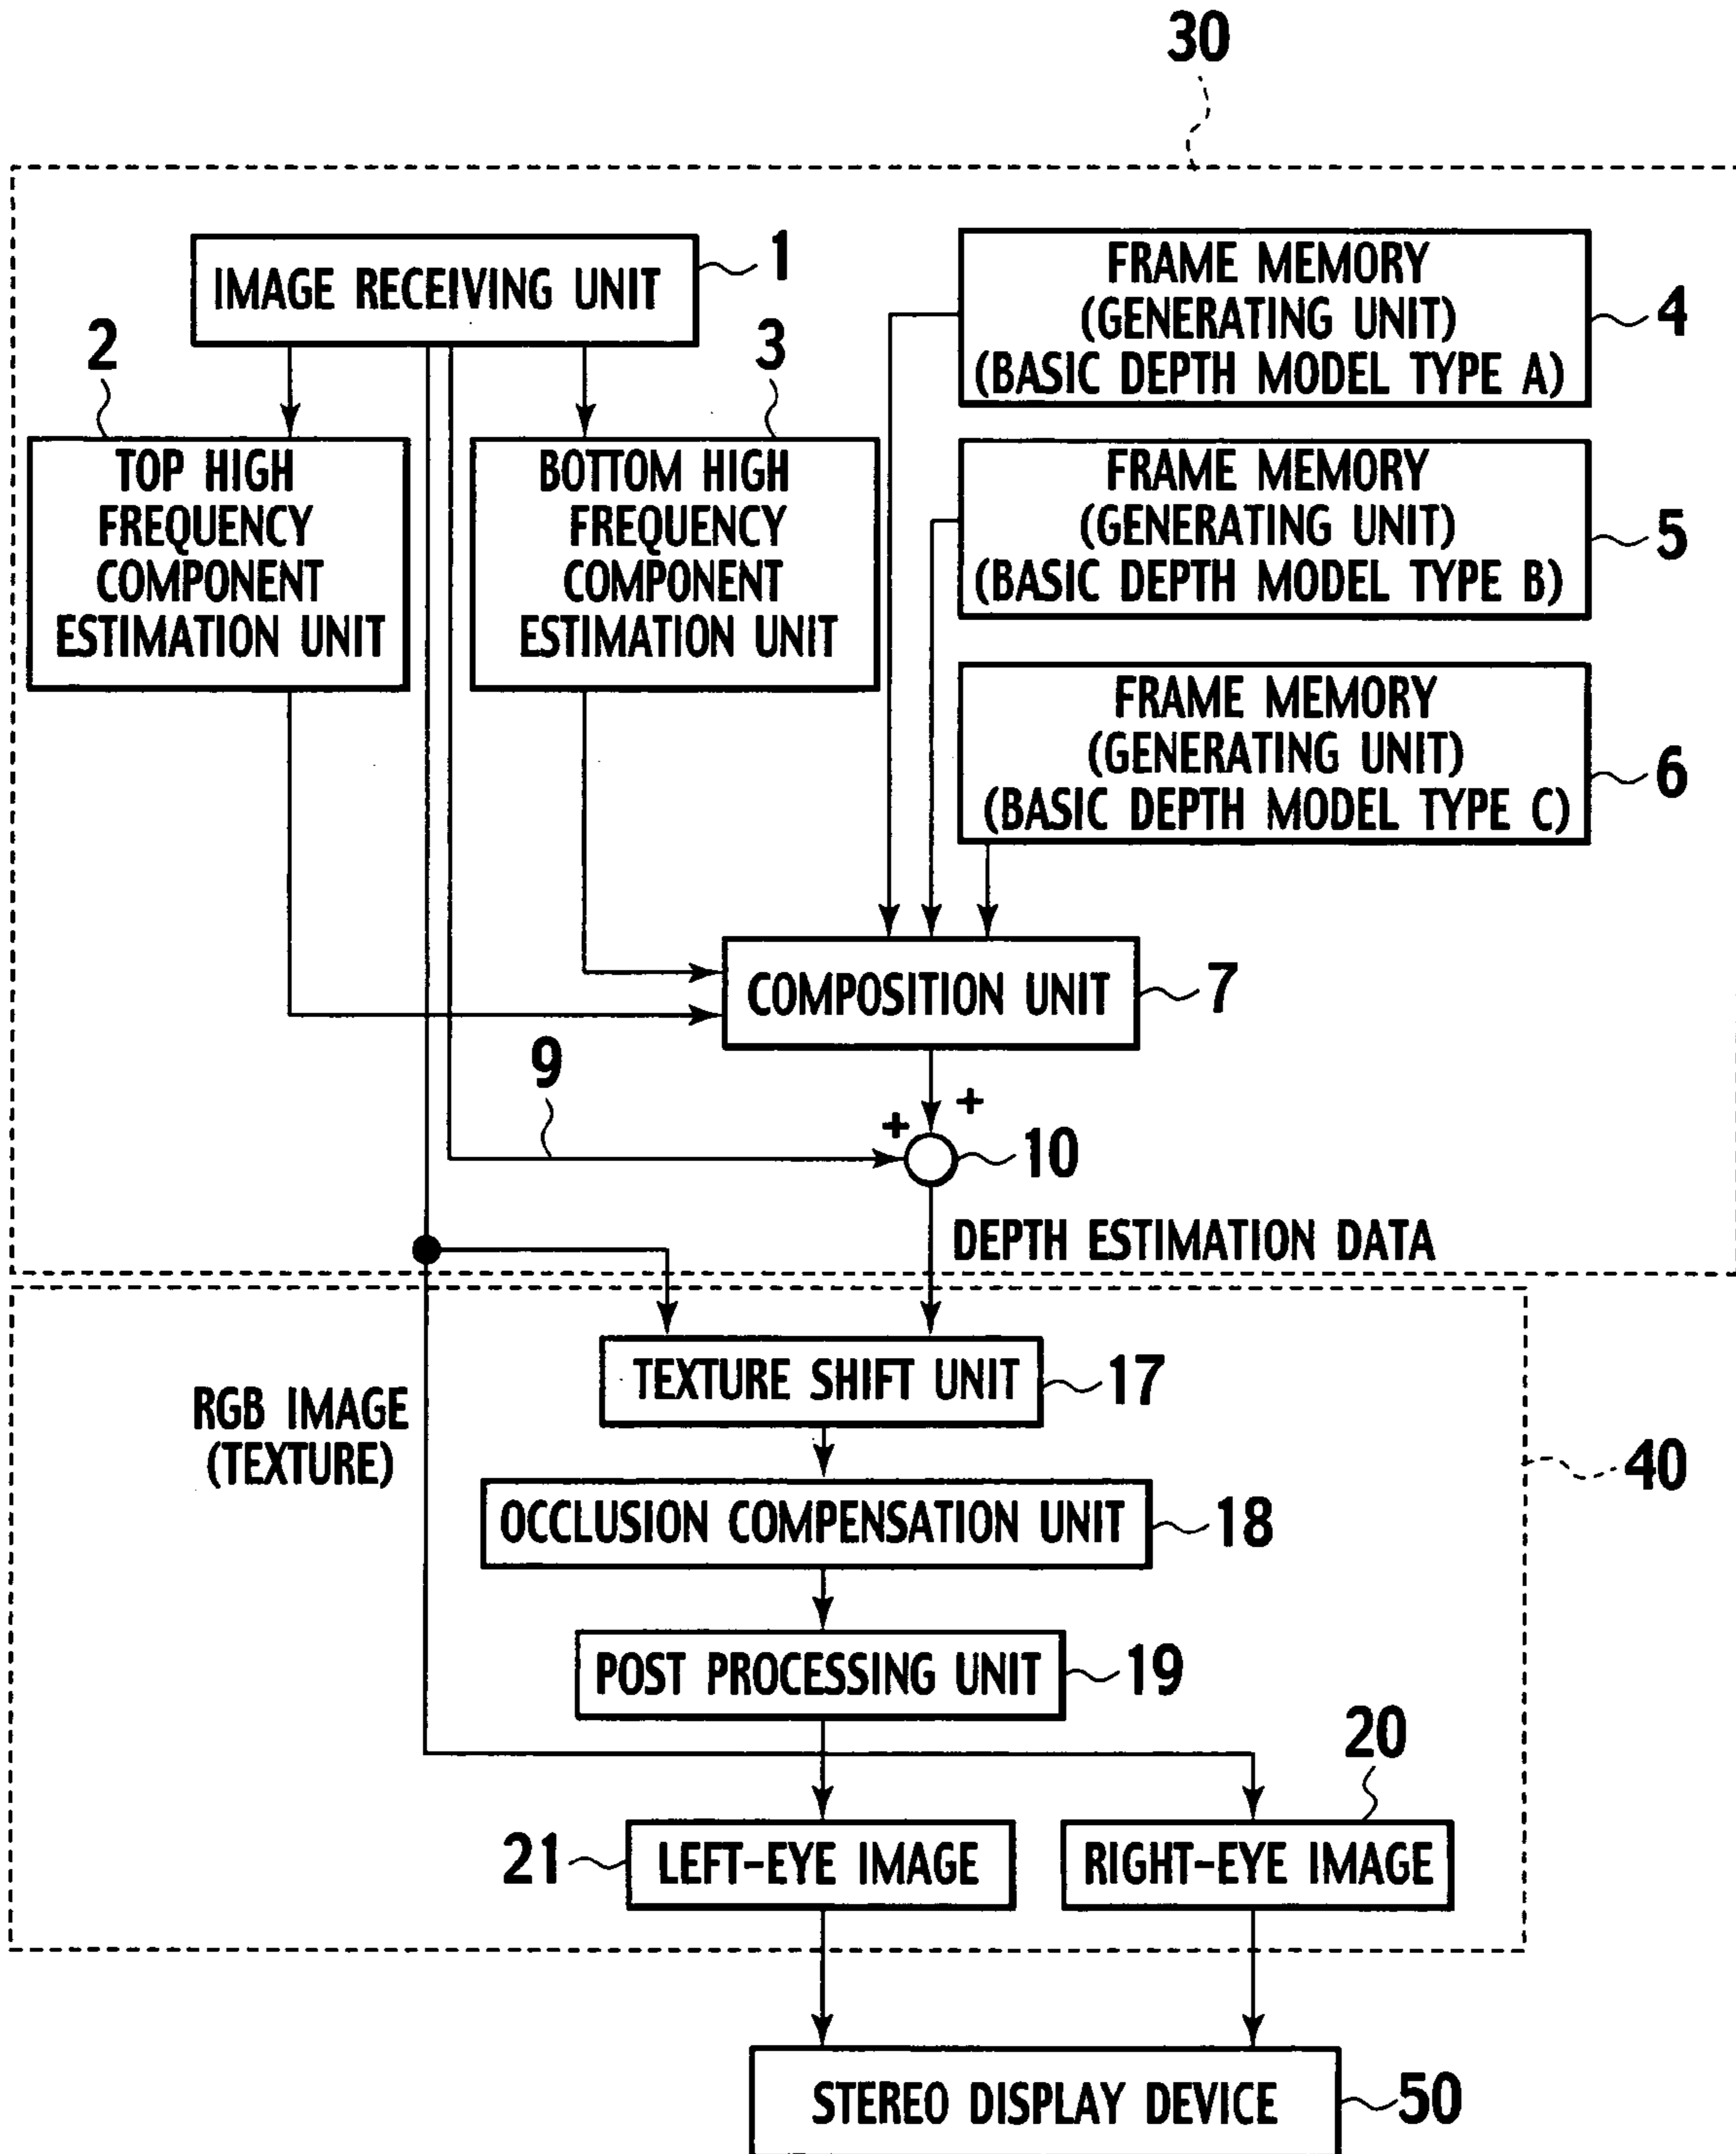 30
IMAGE RECEIVING UNIT
1
FRAME MEMORY
(GENERATING UNIT)
(BASIC DEPTH MODEL TYPE A)
4
2
3
TOP HIGH
FREQUENCY
COMPONENT
ESTIMATION UNIT
BOTTOM HIGH
FREQUENCY
COMPONENT
ESTIMATION UNIT
FRAME MEMORY
(GENERATING UNIT)
(BASIC DEPTH MODEL TYPE B)
5
FRAME MEMORY
(GENERATING UNIT)
(BASIC DEPTH MODEL TYPE C)
6
COMPOSITION UNIT
7
9
+
+
10
DEPTH ESTIMATION DATA
TEXTURE SHIFT UNIT
17
RGB IMAGE
(TEXTURE)
40
OCCLUSION COMPENSATION UNIT
18
POST PROCESSING UNIT
19
20
21
LEFT-EYE IMAGE
RIGHT-EYE IMAGE
STEREO DISPLAY DEVICE
50